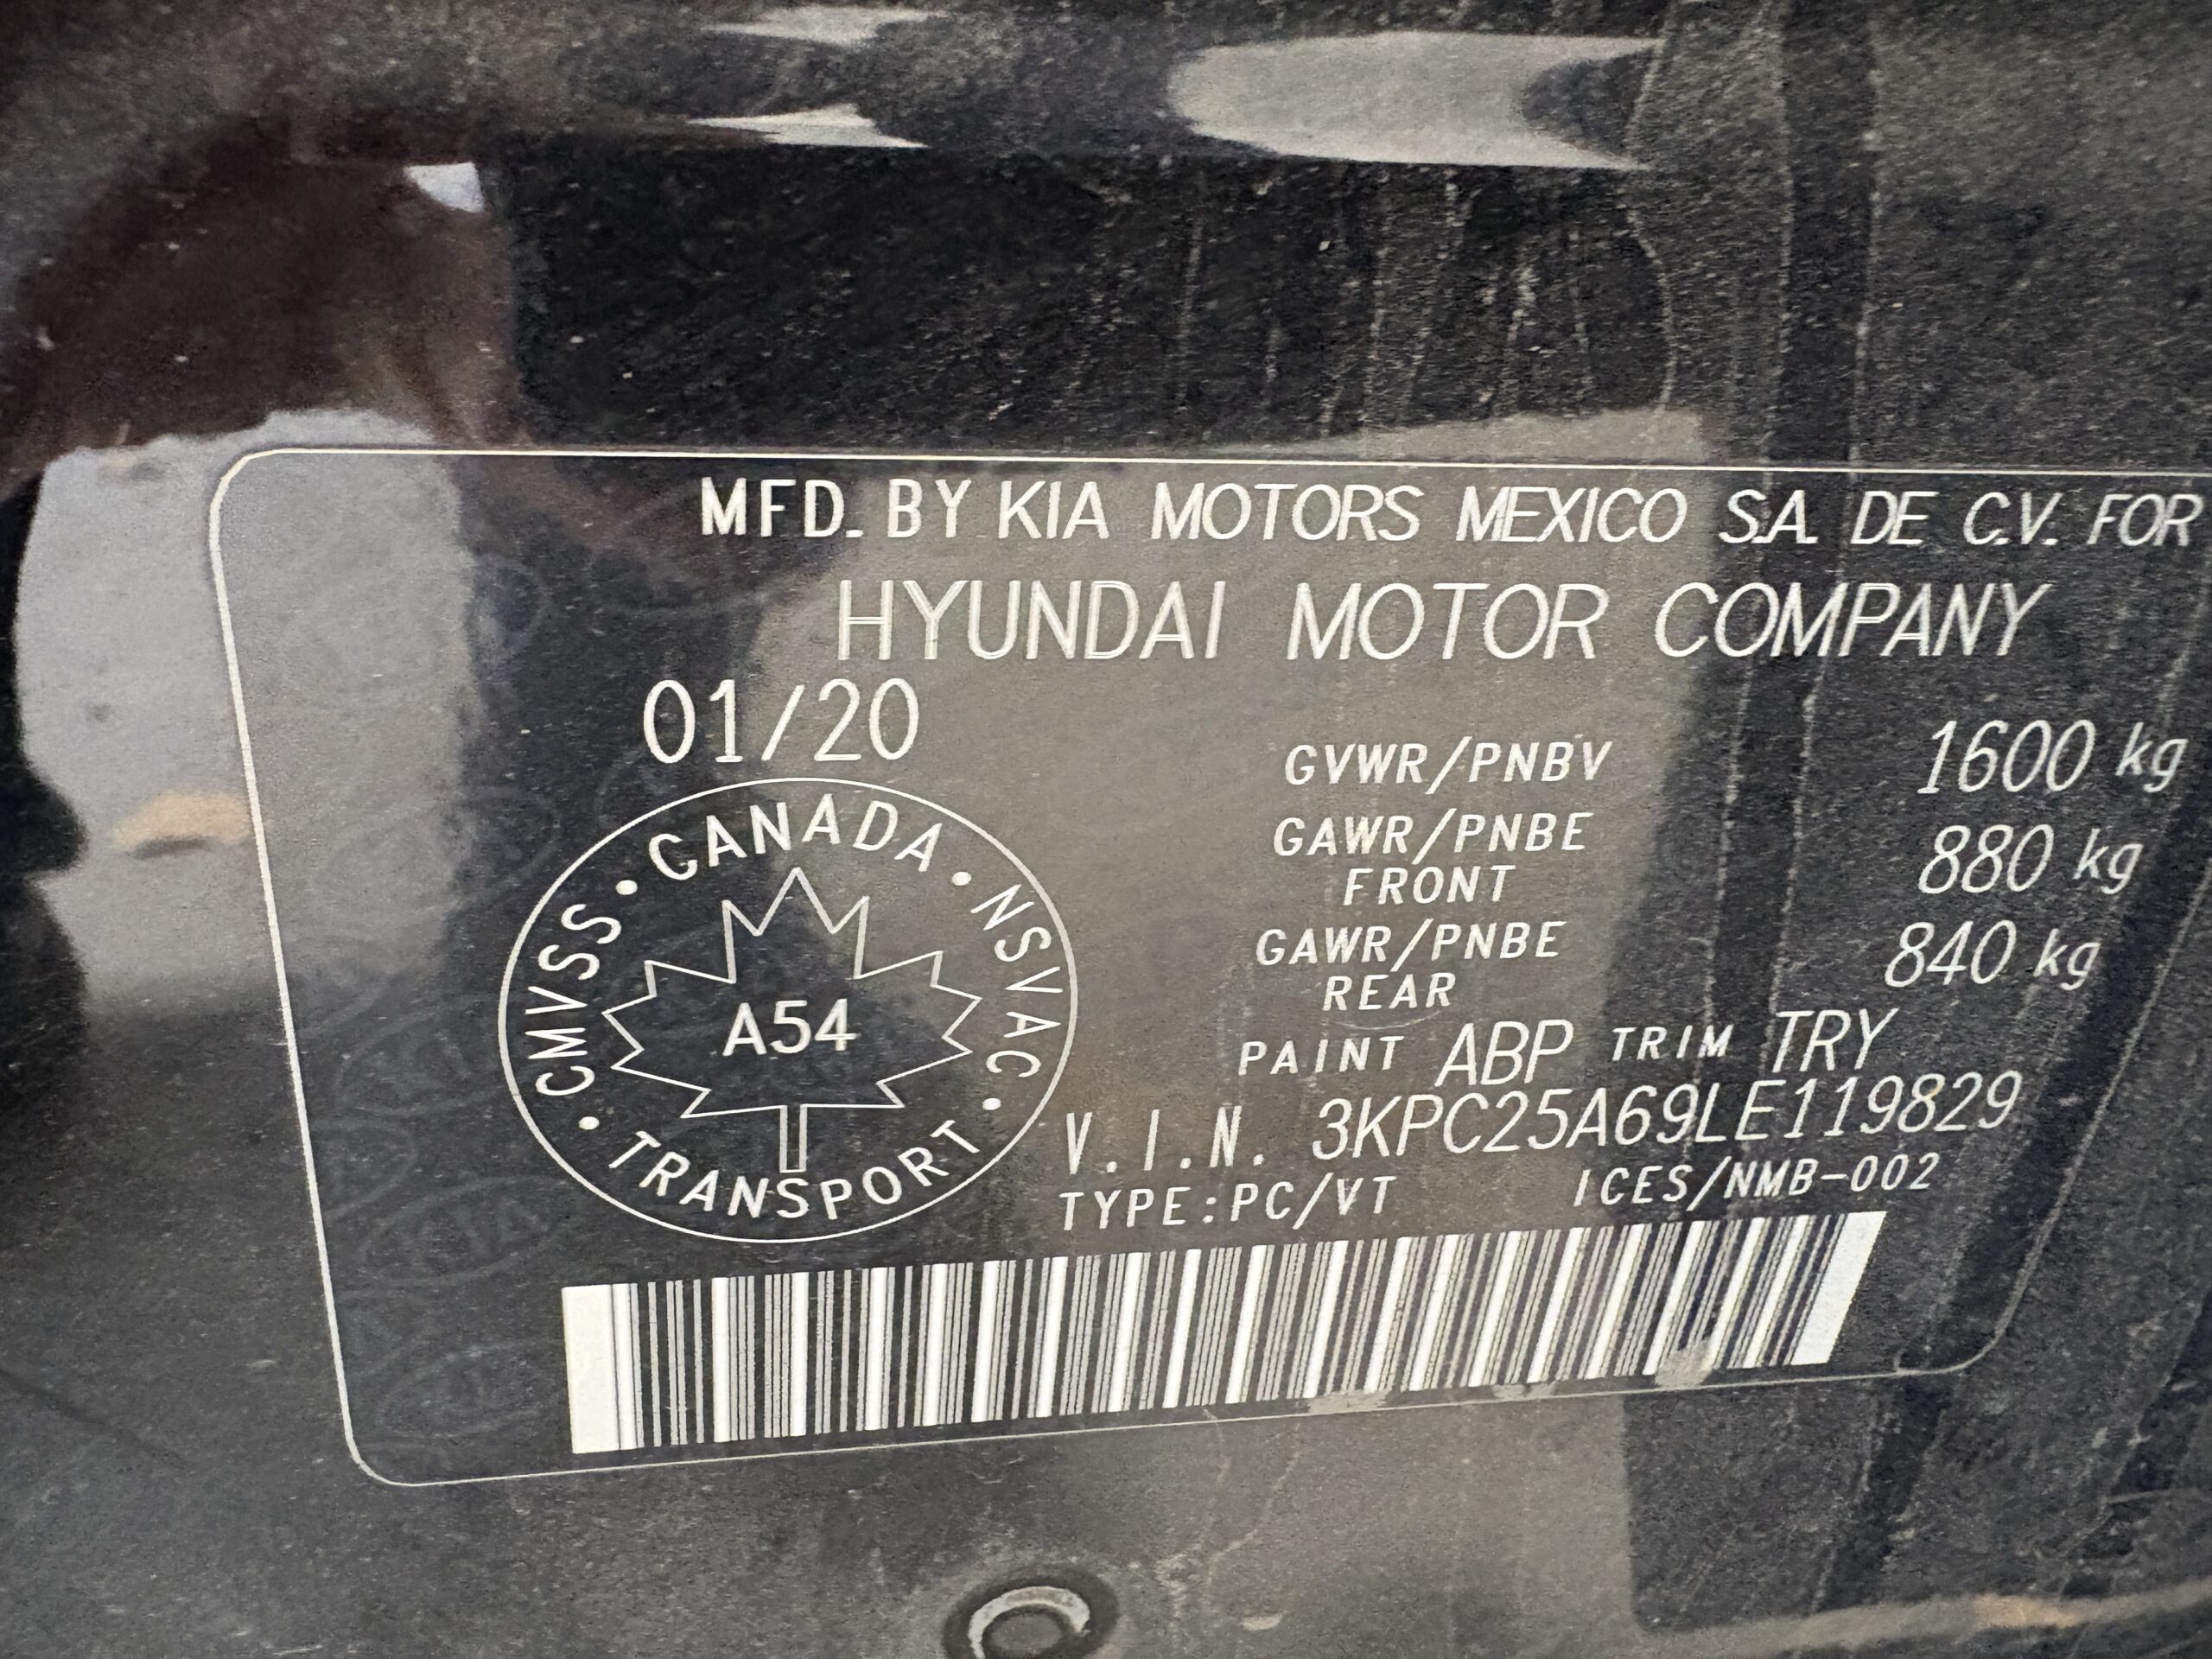 MFD. BY KIA MOTORS MEXICO S.A. DE C.V. FOR
HYUNDAI MOTOR COMPANY
01/20
GVWR/PNBV 1600 kg
GAWR/PNBE FRONT 880 kg
GAWR/PNBE REAR 840 kg
CANADA • NSVAC • TRANSPORT • CMVSS •
A54
PAINT ABP TRIM TRY
V.I.N. 3KPC25A69LE119829
TYPE:PC/VT ICES/NMB-002